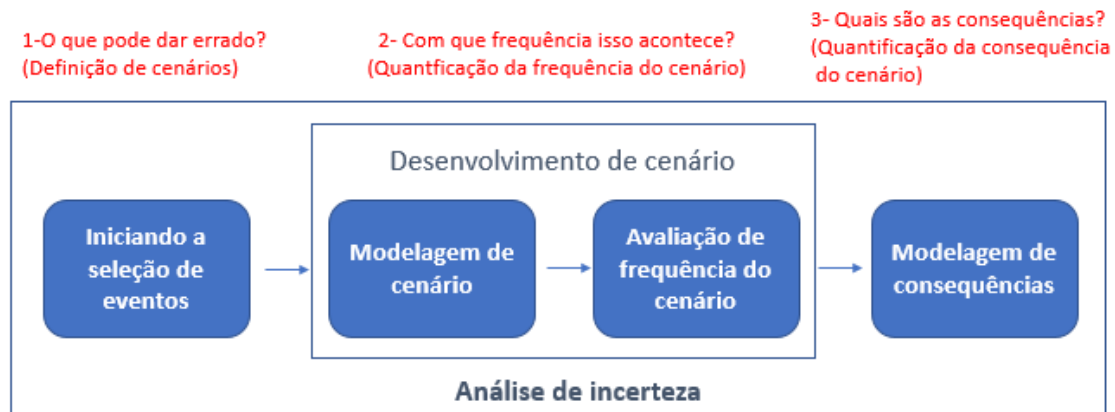 1-O que pode dar errado?
(Definição de cenários)
2- Com que frequência isso acontece?
(Quantficação da frequência do cenário)
3- Quais são as consequências?
(Quantificação da consequência
do cenário)
Desenvolvimento de cenário
Iniciando a
seleção de
eventos
Modelagem de
cenário
Avaliação de
frequência do
cenário
Modelagem de
consequências
Análise de incerteza